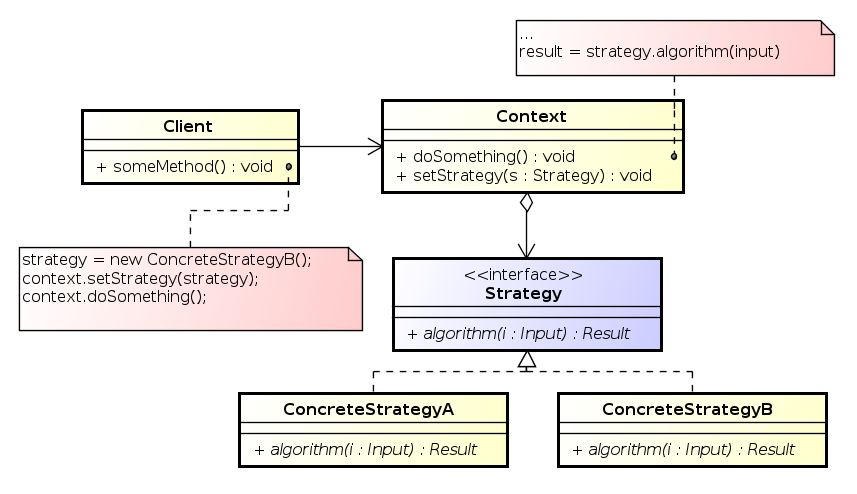 ...
result = strategy.algorithm(input)
Client
+ someMethod() : void
Context
+ doSomething() : void
+ setStrategy(s : Strategy) : void
strategy = new ConcreteStrategyB();
context.setStrategy(strategy);
context.doSomething();
<<interface>>
Strategy
+ algorithm(i : Input) : Result
ConcreteStrategyA
+ algorithm(i : Input) : Result
ConcreteStrategyB
+ algorithm(i : Input) : Result